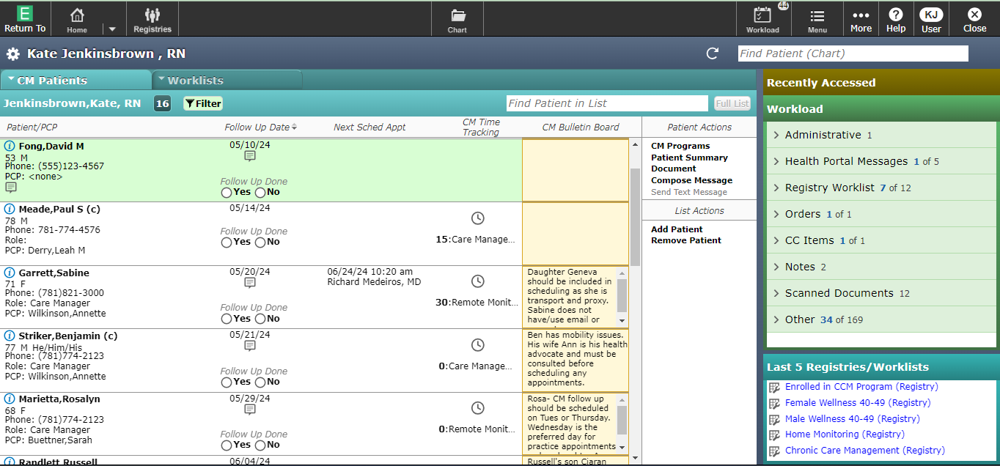 E
Return To
Home
Registries
Chart
44
Workload
Menu
More
?
Help
KJ
User
Close
Kate Jenkinsbrown , RN
Find Patient (Chart)
CM Patients
Worklists
Jenkinsbrown,Kate, RN 16 Filter
Find Patient in List
Full List
Patient/PCP
Follow Up Date
Next Sched Appt
CM Time
Tracking
CM Bulletin Board
Patient Actions
Fong,David M
53 M
Phone: (555)123-4567
PCP: <none>
05/10/24
Follow Up Done
Yes No
Meade,Paul S (c)
78 M
Phone: 781-774-4576
Role:
PCP: Derry,Leah M
05/14/24
Follow Up Done
Yes No
15:Care Manage...
Garrett,Sabine
71 F
Phone: (781)821-3000
Role: Care Manager
PCP: Wilkinson,Annette
05/20/24
Follow Up Done
Yes No
06/24/24 10:20 am
Richard Medeiros, MD
30:Remote Monit...
Daughter Geneva
should be included in
scheduling as she is
transport and proxy.
Sabine does not
have/use email or
Striker,Benjamin (c)
77 M He/Him/His
Phone: (781)774-2123
Role: Care Manager
PCP: Wilkinson,Annette
05/21/24
Follow Up Done
Yes No
0:Care Manage...
Ben has mobility issues.
His wife Ann is his health
advocate and must be
consulted before
scheduling any
appointments.
Marietta,Rosalyn
68 F
Phone: (781)774-2123
Role: Care Manager
PCP: Buettner,Sarah
05/29/24
Follow Up Done
Yes No
0:Remote Monit...
Rosa- CM follow up
should be scheduled
on Tues or Thursday.
Wednesday is the
preferred day for
practice appointments
Randlett,Russell
06/04/24
Russell's son Ciaran
CM Programs
Patient Summary
Document
Compose Message
Send Text Message
List Actions
Add Patient
Remove Patient
Recently Accessed
Workload
Administrative 1
Health Portal Messages 1 of 5
Registry Worklist 7 of 12
Orders 1 of 1
CC Items 1 of 1
Notes 2
Scanned Documents 12
Other 34 of 169
Last 5 Registries/Worklists
Enrolled in CCM Program (Registry)
Female Wellness 40-49 (Registry)
Male Wellness 40-49 (Registry)
Home Monitoring (Registry)
Chronic Care Management (Registry)